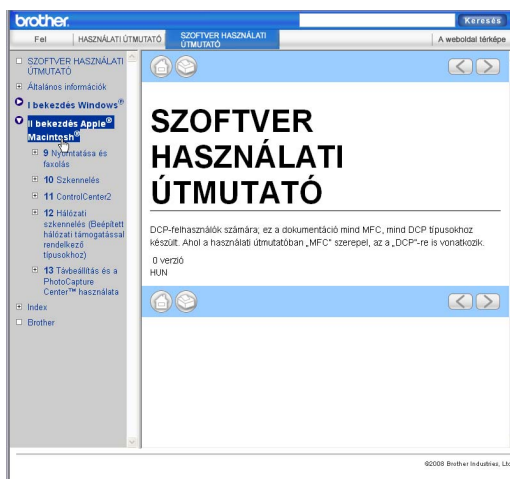 brother.
Keresés
Fel
HASZNÁLATI ÚTMUTATÓ
SZOFTVER HASZNÁLATI
ÚTMUTATÓ
A weboldal térképe
SZOFTVER HASZNÁLATI
ÚTMUTATÓ
Általános információk
I bekezdés Windows®
II bekezdés Apple®
Macintosh®
9 Nyomtatása és
faxolás
10 Szkennelés
11 ControlCenter2
12 Hálózati
szkennelés (Beépített
hálózati támogatással
rendelkező
típusokhoz)
13 Távbeállítás és a
PhotoCapture
Center™ használata
Index
Brother
SZOFTVER
HASZNÁLATI
ÚTMUTATÓ
DCP-felhasználók számára; ez a dokumentáció mind MFC, mind DCP típusokhoz
készült. Ahol a használati útmutatóban „MFC" szerepel, az a „DCP"-re is vonatkozik.
0 verzió
HUN
©2008 Brother Industries, Ltd